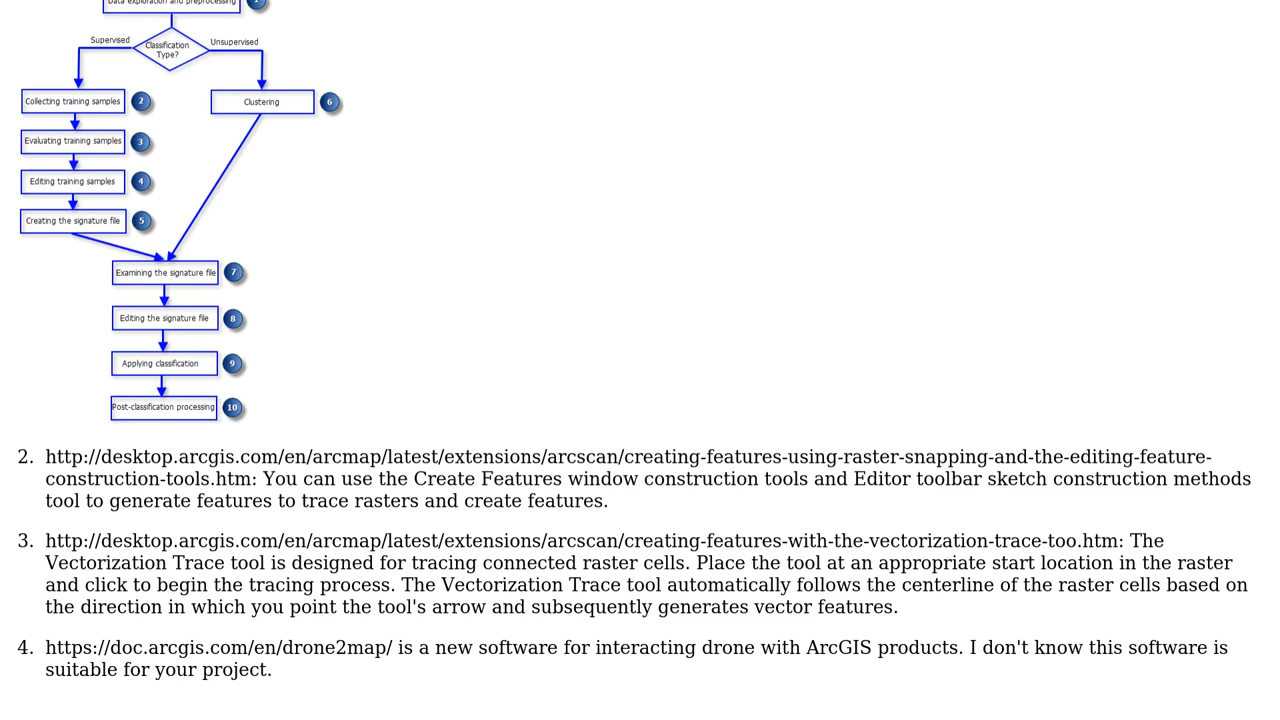 Data exploration and preprocessing
1
Supervised
Classification
Type?
Unsupervised
Collecting training samples 2
Clustering 6
Evaluating training samples 3
Editing training samples 4
Creating the signature file 5
Examining the signature file 7
Editing the signature file 8
Applying classification 9
Post-classification processing 10
2. http://desktop.arcgis.com/en/arcmap/latest/extensions/arcscan/creating-features-using-raster-snapping-and-the-editing-feature-
construction-tools.htm: You can use the Create Features window construction tools and Editor toolbar sketch construction methods
tool to generate features to trace rasters and create features.
3. http://desktop.arcgis.com/en/arcmap/latest/extensions/arcscan/creating-features-with-the-vectorization-trace-too.htm: The
Vectorization Trace tool is designed for tracing connected raster cells. Place the tool at an appropriate start location in the raster
and click to begin the tracing process. The Vectorization Trace tool automatically follows the centerline of the raster cells based on
the direction in which you point the tool's arrow and subsequently generates vector features.
4. https://doc.arcgis.com/en/drone2map/ is a new software for interacting drone with ArcGIS products. I don't know this software is
suitable for your project.